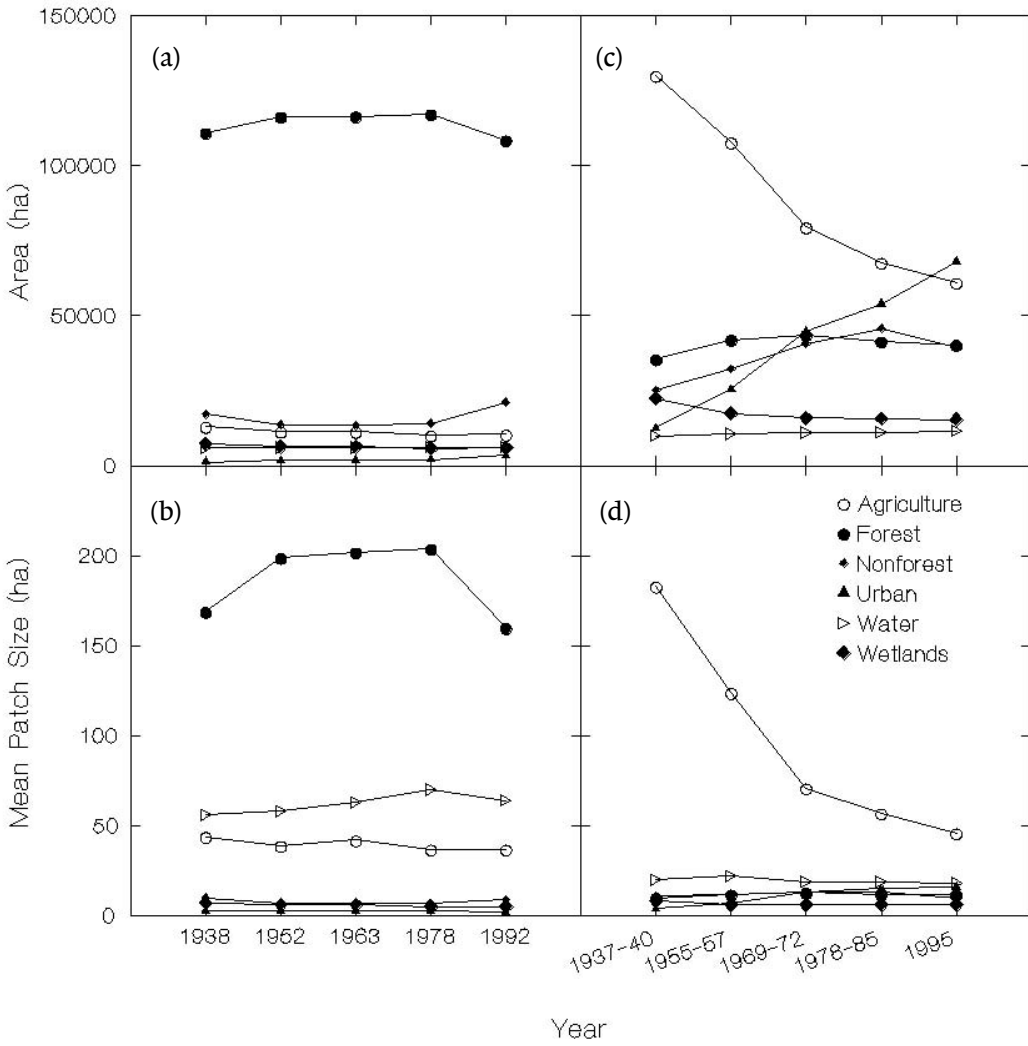 150000
(a)
(c)
100000
Area (ha)
50000
0
(b)
(d)
Agriculture
Forest
200
Nonforest
Urban
Water
150
Wetlands
Mean Patch Size (ha)
100
50
0
1938 1952 1963 1978 1992
1937-40 1955-57 1969-72 1978-85 1995
Year